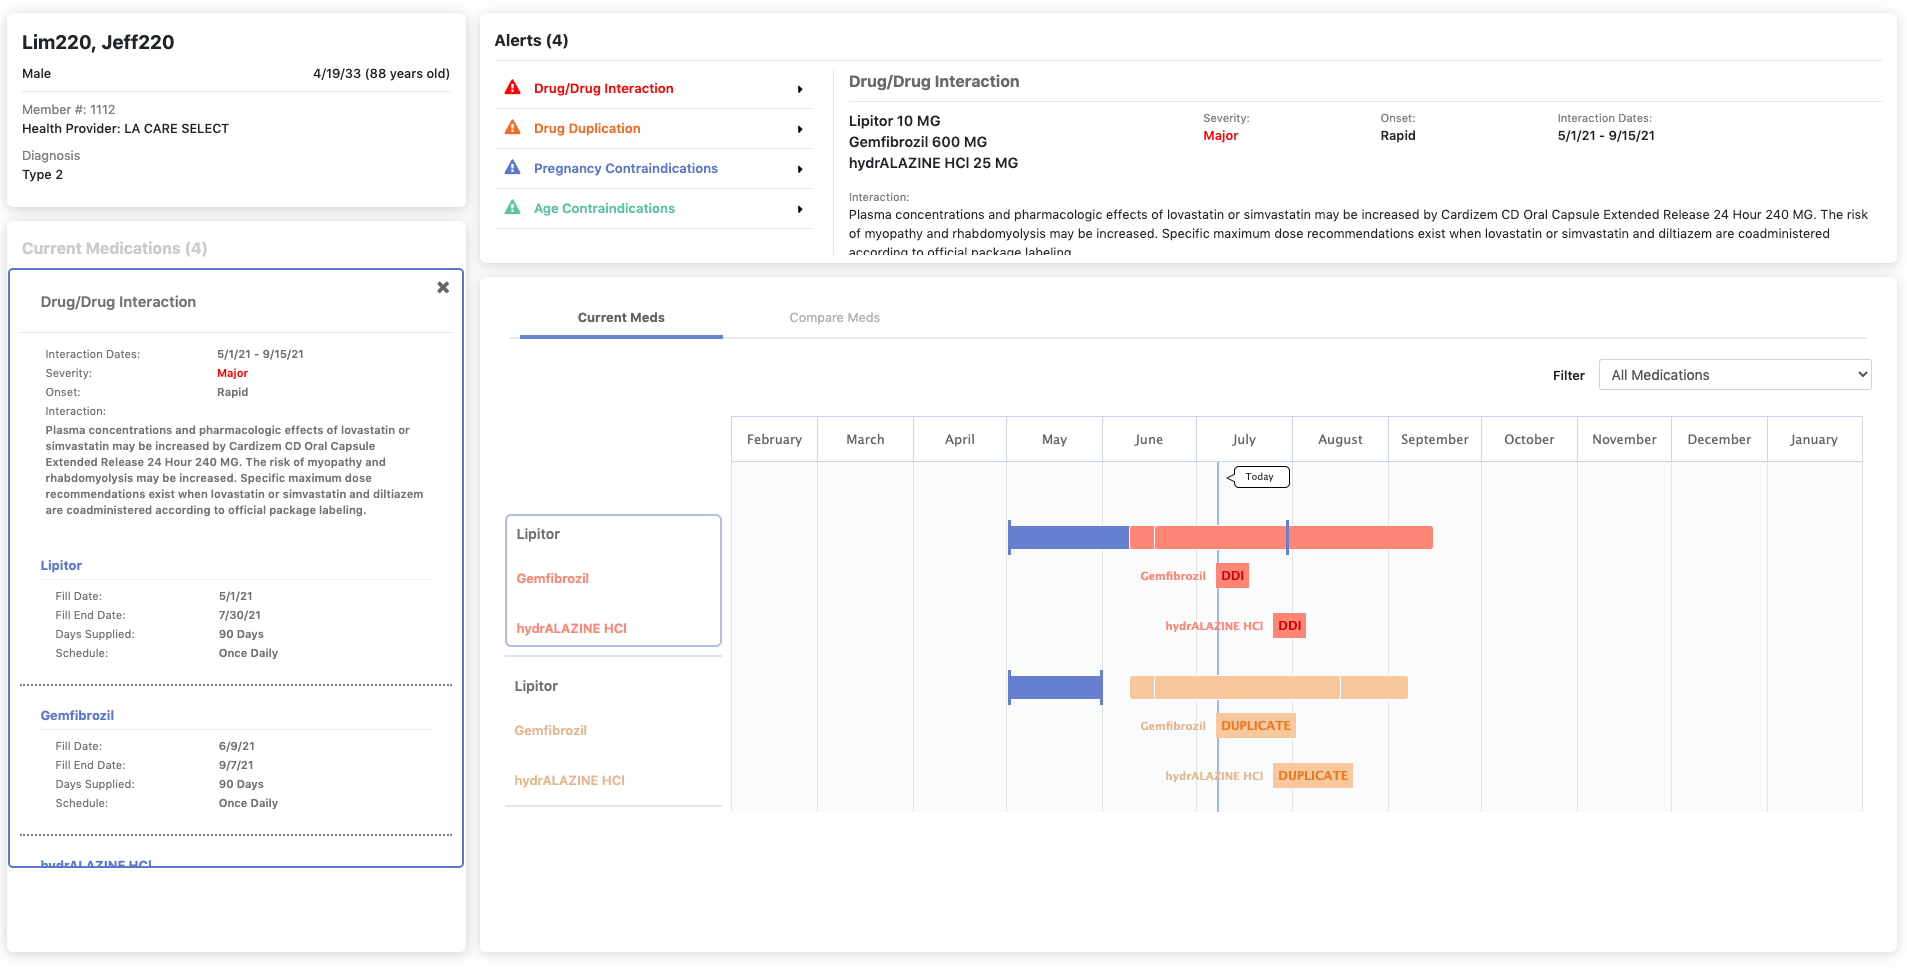 Lim220, Jeff220
Male 4/19/33 (88 years old)
Member #: 1112
Health Provider: LA CARE SELECT
Diagnosis
Type 2
Current Medications (4)
Drug/Drug Interaction
Interaction Dates: 5/1/21 - 9/15/21
Severity: Major
Onset: Rapid
Interaction:
Plasma concentrations and pharmacologic effects of lovastatin or
simvastatin may be increased by Cardizem CD Oral Capsule
Extended Release 24 Hour 240 MG. The risk of myopathy and
rhabdomyolysis may be increased. Specific maximum dose
recommendations exist when lovastatin or simvastatin and diltiazem
are coadministered according to official package labeling.
Lipitor
Fill Date: 5/1/21
Fill End Date: 7/30/21
Days Supplied: 90 Days
Schedule: Once Daily
Gemfibrozil
Fill Date: 6/9/21
Fill End Date: 9/7/21
Days Supplied: 90 Days
Schedule: Once Daily
hydrALAZINE HCl
Alerts (4)
Drug/Drug Interaction
Drug Duplication
Pregnancy Contraindications
Age Contraindications
Drug/Drug Interaction
Lipitor 10 MG
Gemfibrozil 600 MG
hydrALAZINE HCl 25 MG
Severity: Onset: Interaction Dates:
Major Rapid 5/1/21 - 9/15/21
Interaction:
Plasma concentrations and pharmacologic effects of lovastatin or simvastatin may be increased by Cardizem CD Oral Capsule Extended Release 24 Hour 240 MG. The risk
of myopathy and rhabdomyolysis may be increased. Specific maximum dose recommendations exist when lovastatin or simvastatin and diltiazem are coadministered
according to official package labeling.
Current Meds Compare Meds
Filter All Medications
February March April May June July August September October November December January
Today
Lipitor
Gemfibrozil Gemfibrozil DDI
hydrALAZINE HCl hydrALAZINE HCl DDI
Lipitor
Gemfibrozil Gemfibrozil DUPLICATE
hydrALAZINE HCl hydrALAZINE HCl DUPLICATE